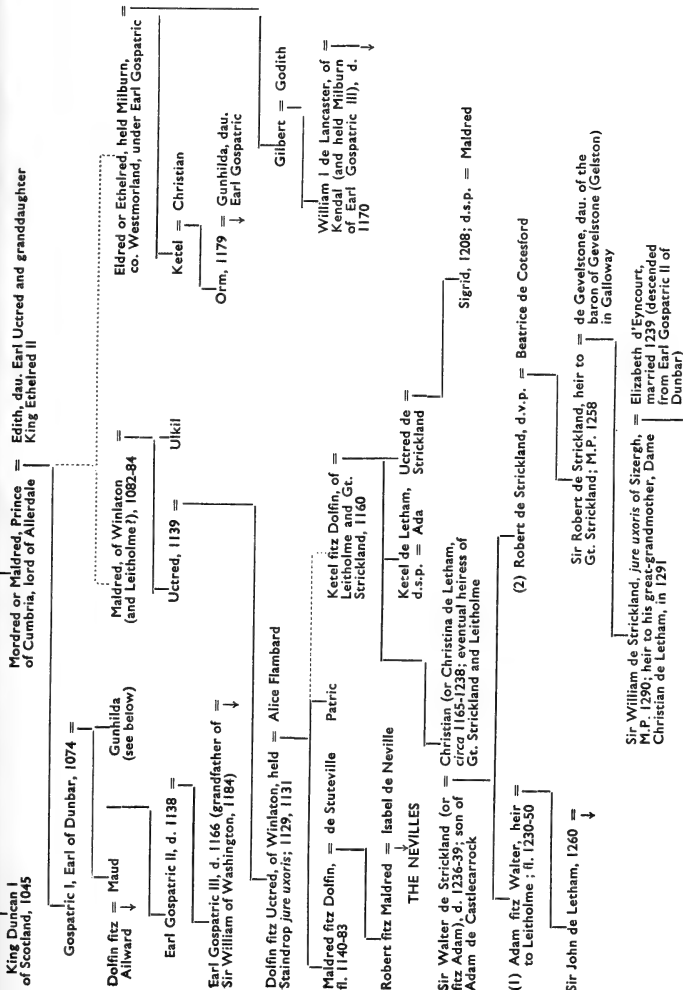 King Duncan I
of Scotland, 1045
Mordred or Maldred, Prince
of Cumbria, lord of Allerdale
=
Edith, dau. Earl Uctred and granddaughter
King Ethelred II
Gospatric I, Earl of Dunbar, 1074 =
Maldred, of Winlaton
(and Leitholme?), 1082-84
=
Eldred or Ethelred, held Milburn,
co. Westmorland, under Earl Gospatric
=
Dolfin fitz
Ailward
= Maud
Gunhilda
(see below)
Uctred, 1139 =
Ulkil
Ketel = Christian
Earl Gospatric II, d. 1138 =
Orm, 1179 = Gunhilda, dau.
Earl Gospatric
↓
Gilbert = Godith
Earl Gospatric III, d. 1166 (grandfather of
Sir William of Washington, 1184)
=
↓
William I de Lancaster, of
Kendal (and held Milburn
of Earl Gospatric III), d.
1170
=
↓
Dolfin fitz Uctred, of Winlaton, held
Staindrop jure uxoris; 1129, 1131
= Alice Flambard
Maldred fitz Dolfin,
fl. 1140-83
= de Stuteville
Patric
Ketel fitz Dolfin, of
Leitholme and Gt.
Strickland, 1160
=
Robert fitz Maldred = Isabel de Neville
↓
THE NEVILLES
Ketel de Letham,
d.s.p. = Ada
Uctred de
Strickland
=
Sir Walter de Strickland (or
fitz Adam), d. 1236-39; son of
Adam de Castlecarrock
=
Christian (or Christina de Letham,
circa 1165-1238; eventual heiress of
Gt. Strickland and Leitholme
Sigrid, 1208; d.s.p. = Maldred
(1) Adam fitz Walter, heir
to Leitholme ; fl. 1230-50
=
(2) Robert de Strickland, d.v.p. = Beatrice de Cotesford
Sir John de Letham, 1260 =
↓
Sir Robert de Strickland, heir to
Gt. Strickland; M.P. 1258
=
de Gevelstone, dau. of the
baron of Gevelstone (Gelston)
in Galloway
Sir William de Strickland, jure uxoris of Sizergh,
M.P. 1290; heir to his great-grandmother, Dame
Christian de Letham, in 1291
=
Elizabeth d'Eyncourt,
married 1239 (descended
from Earl Gospatric II of
Dunbar)